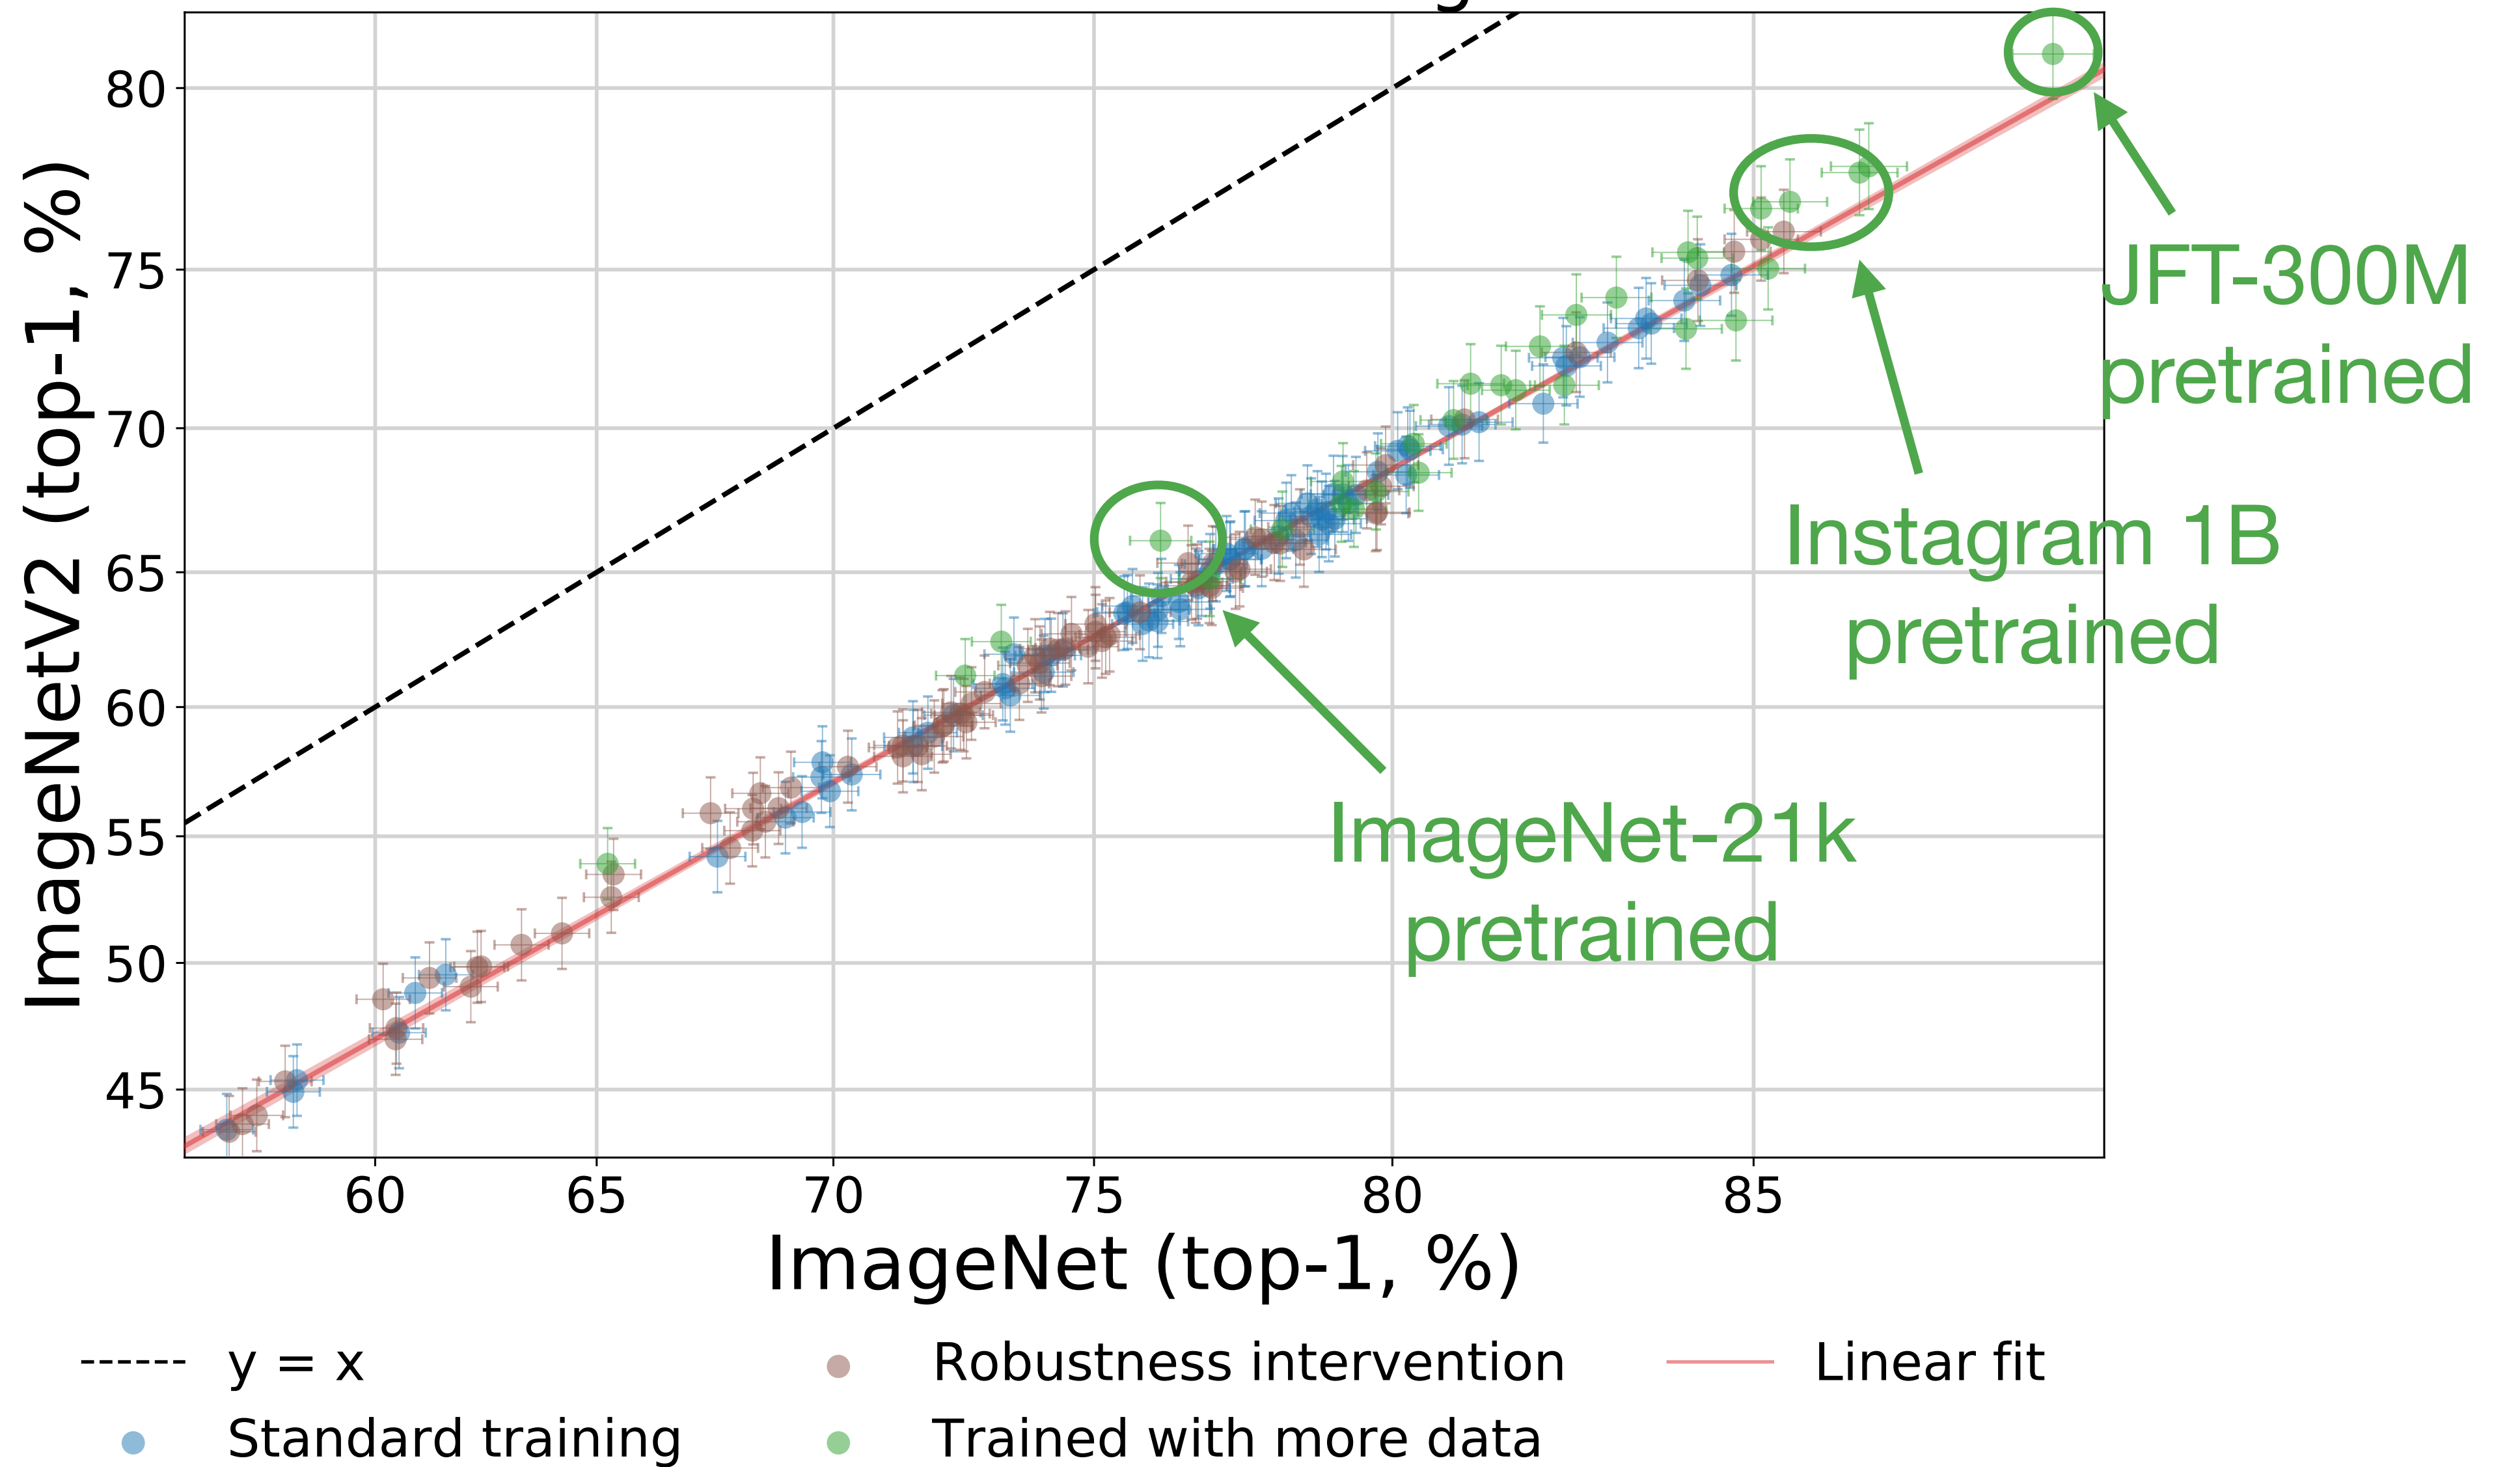 80
75
70
65
60
55
50
45
ImageNetV2 (top-1, %)
JFT-300M
pretrained
Instagram 1B
pretrained
ImageNet-21k
pretrained
60 65 70 75 80 85
ImageNet (top-1, %)
y = x
Robustness intervention
Linear fit
Standard training
Trained with more data